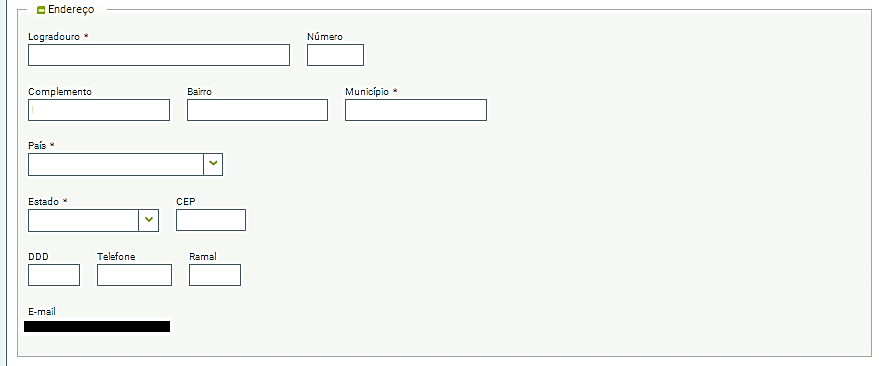 Endereço
Logradouro * Número
Complemento Bairro Município *
País *
Estado * CEP
DDD Telefone Ramal
E-mail